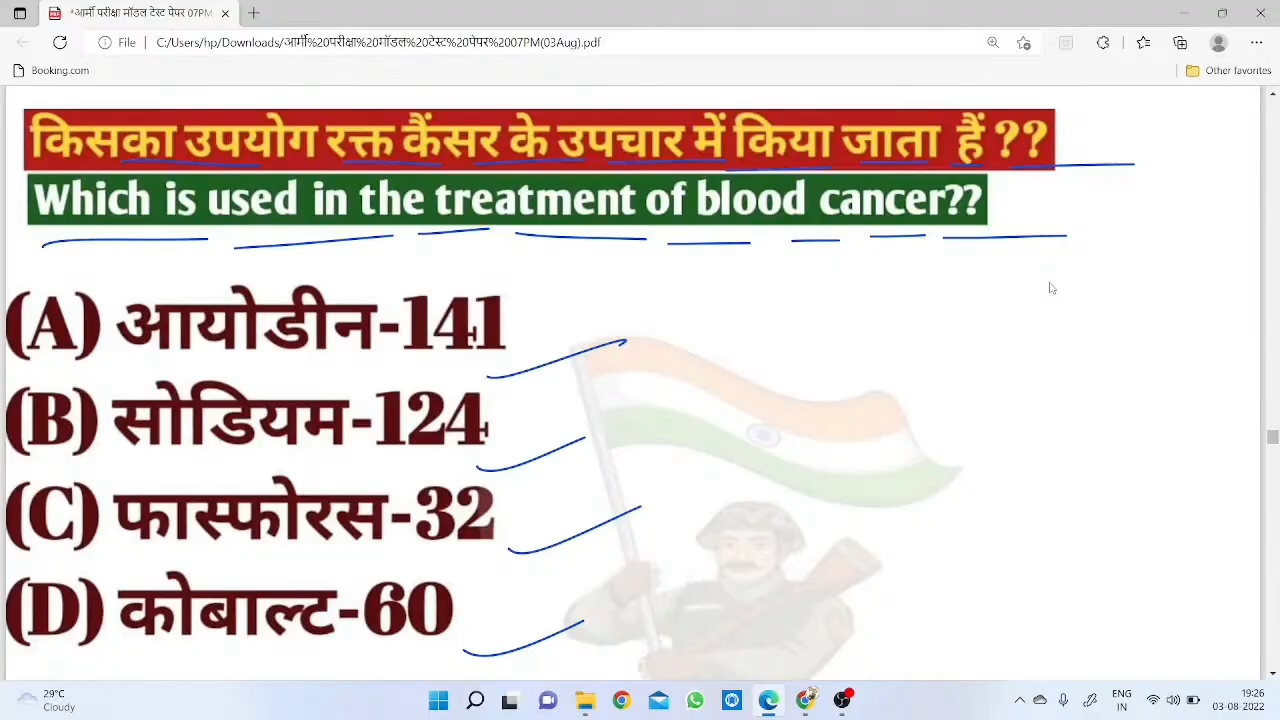 *आर्मी परीक्षा मॉडल टेस्ट पेपर 07PM
File
C:/Users/hp/Downloads/आर्मी%20परीक्षा%20मॉडल%20टेस्ट%20पेपर%2007PM(03Aug).pdf
Booking.com
Other favorites
किसका उपयोग रक्त कैंसर के उपचार में किया जाता हैं ??
Which is used in the treatment of blood cancer??
(A) आयोडीन-141
(B) सोडियम-124
(C) फास्फोरस-32
(D) कोबाल्ट-60
29°C
Cloudy
ENG
IN
03-08-2022